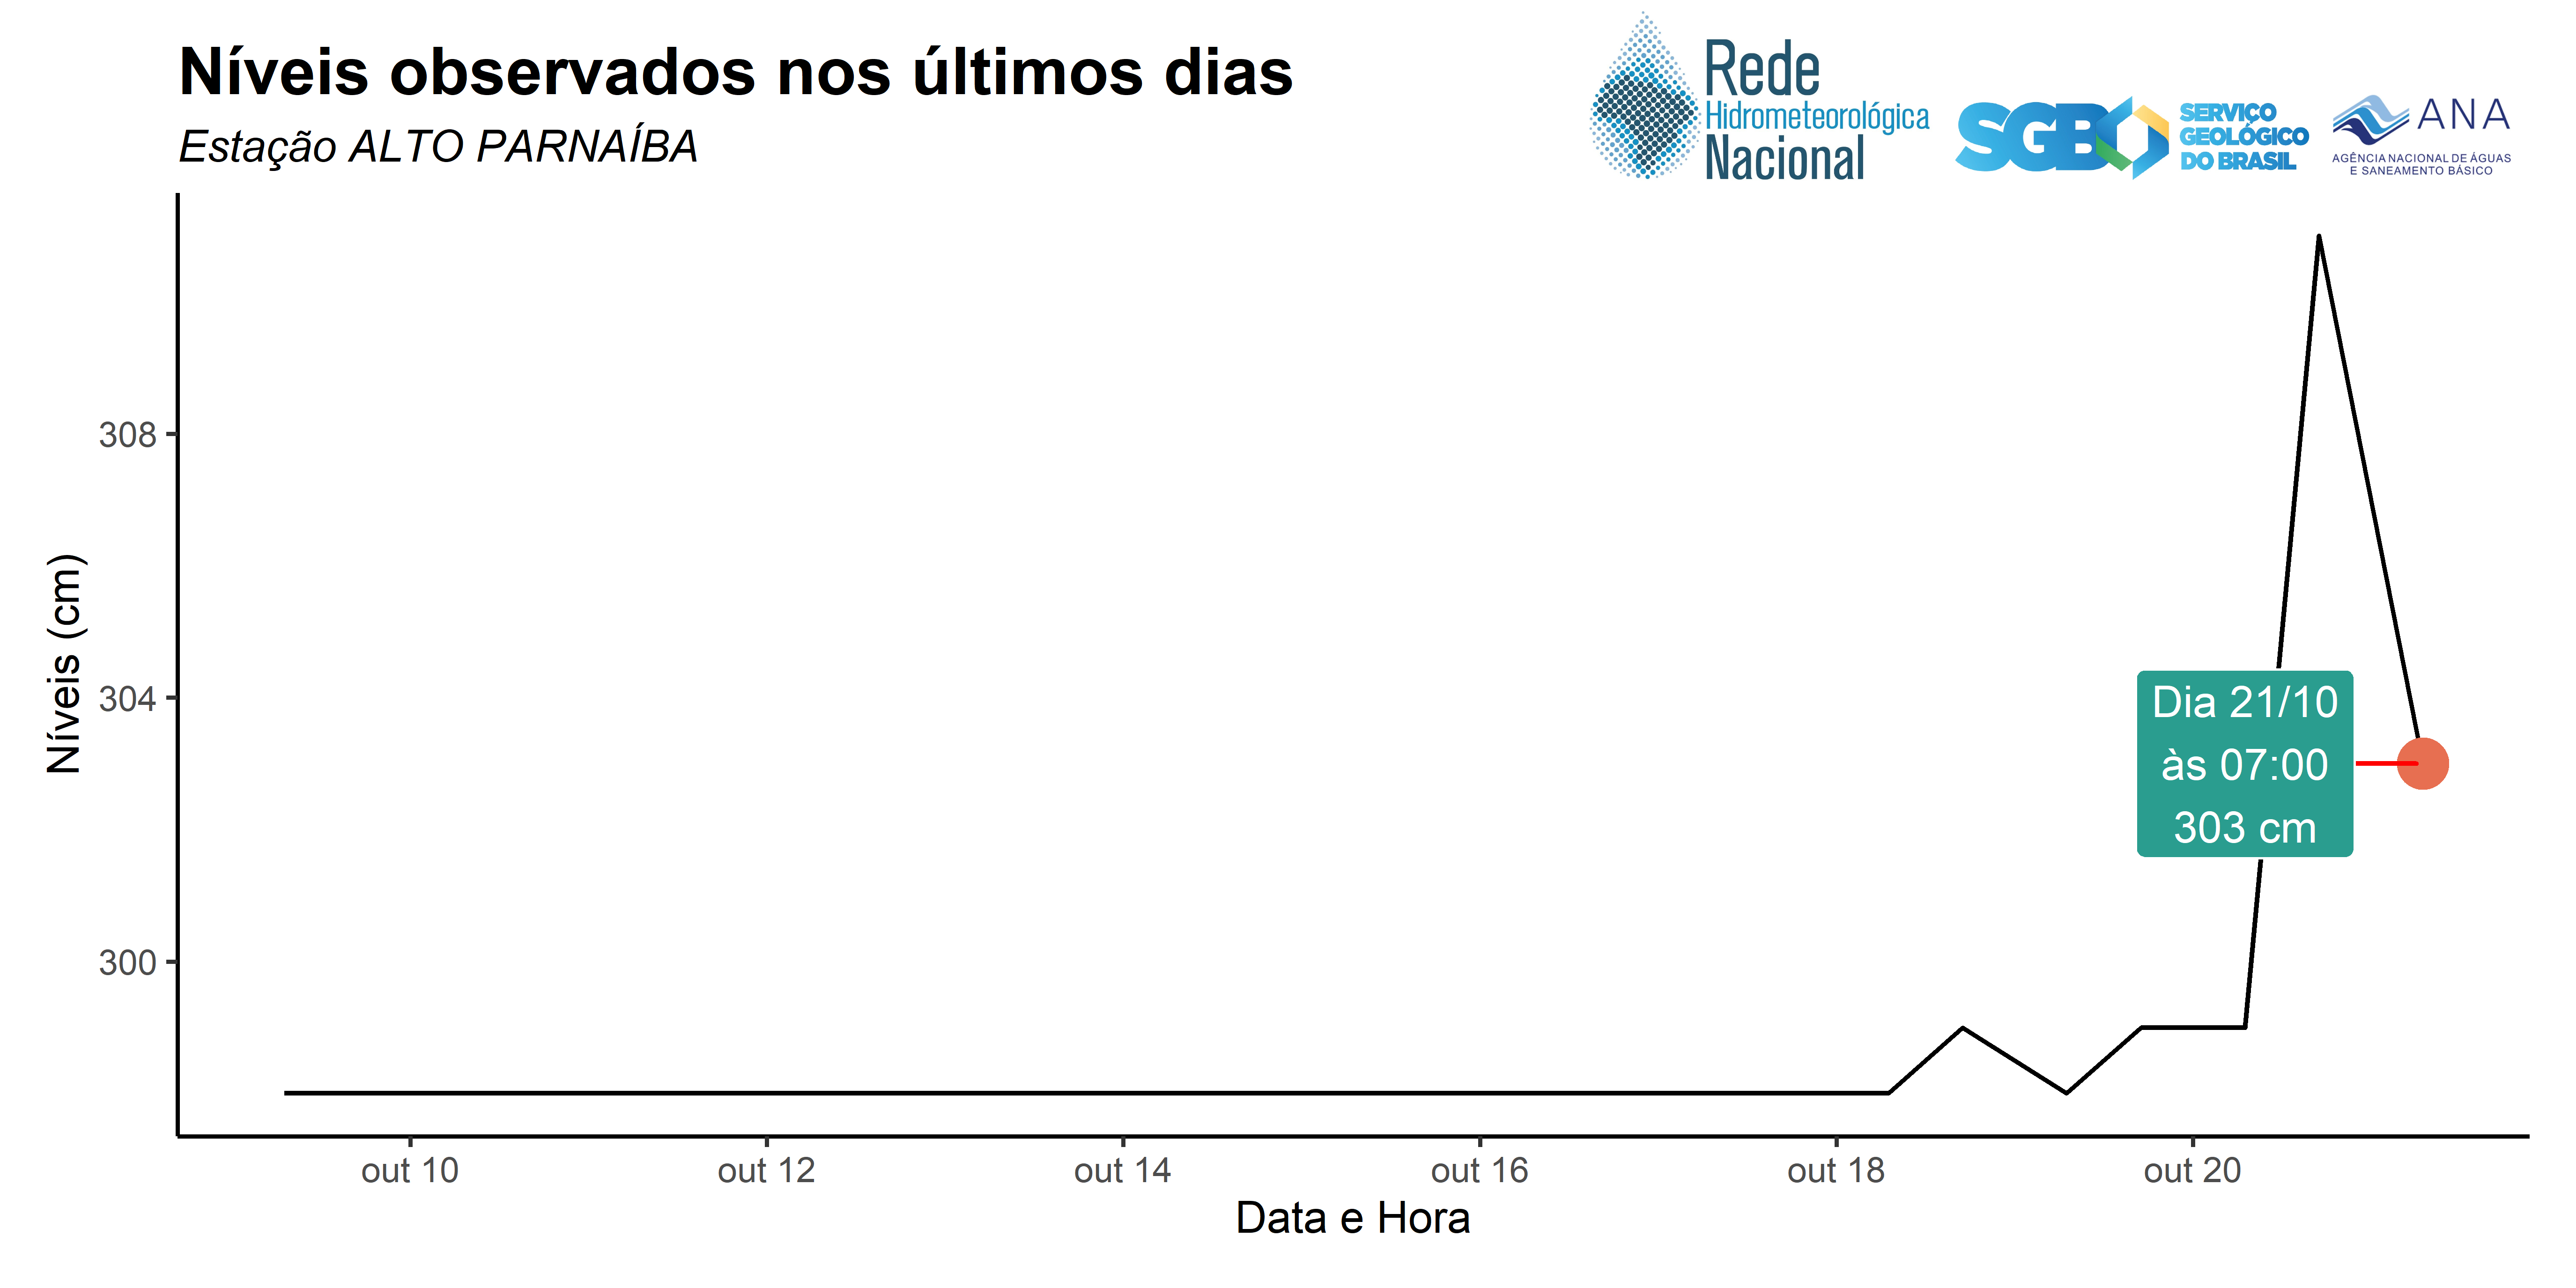 Níveis observados nos últimos dias
Estação ALTO PARNAÍBA
Rede
Hidrometeorológica
Nacional
SGB
SERVIÇO
GEOLÓGICO
DO BRASIL
ANA
AGÊNCIA NACIONAL DE ÁGUAS
E SANEAMENTO BÁSICO
Níveis (cm)
308
304
300
Dia 21/10
às 07:00
303 cm
out 10
out 12
out 14
out 16
out 18
out 20
Data e Hora